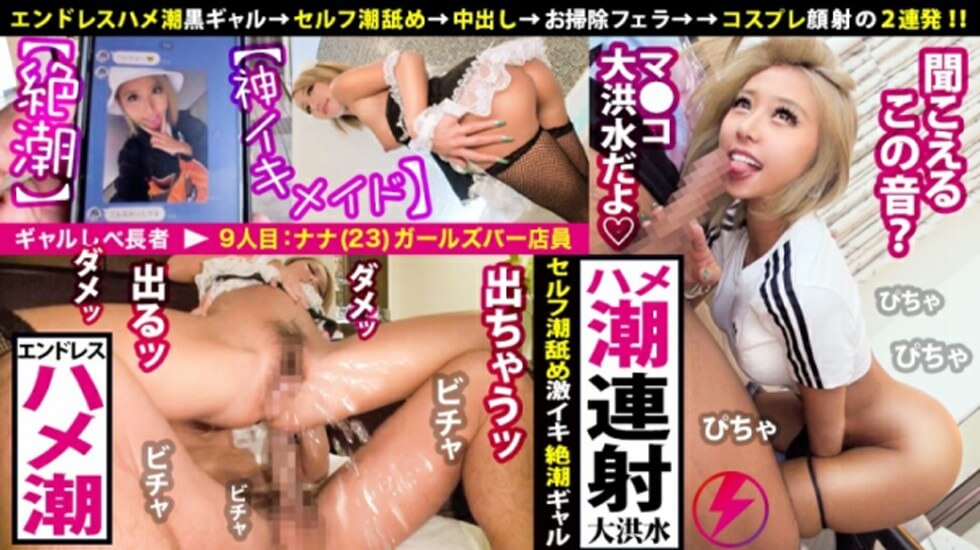 エンドレスハメ潮黒ギャル→セルフ潮舐め→中出し→お掃除フェラ→→コスプレ顔射の2連発!!
【絶潮】
【神イキメイド】
マ●コ
大洪水だよ♡
聞こえる
この音?
ギャルしべ長者 ▶ 9人目:ナナ(23)ガールズバー店員
ダメッ
出るッ
ダメッ
出ちゃうッ
エンドレス
ハメ潮
ビチャ
ビチャ
ビチャ
セルフ潮舐め激イキ絶潮ギャル
ハメ
潮
連射
大洪水
ぴちゃ
ぴちゃ
ぴちゃ